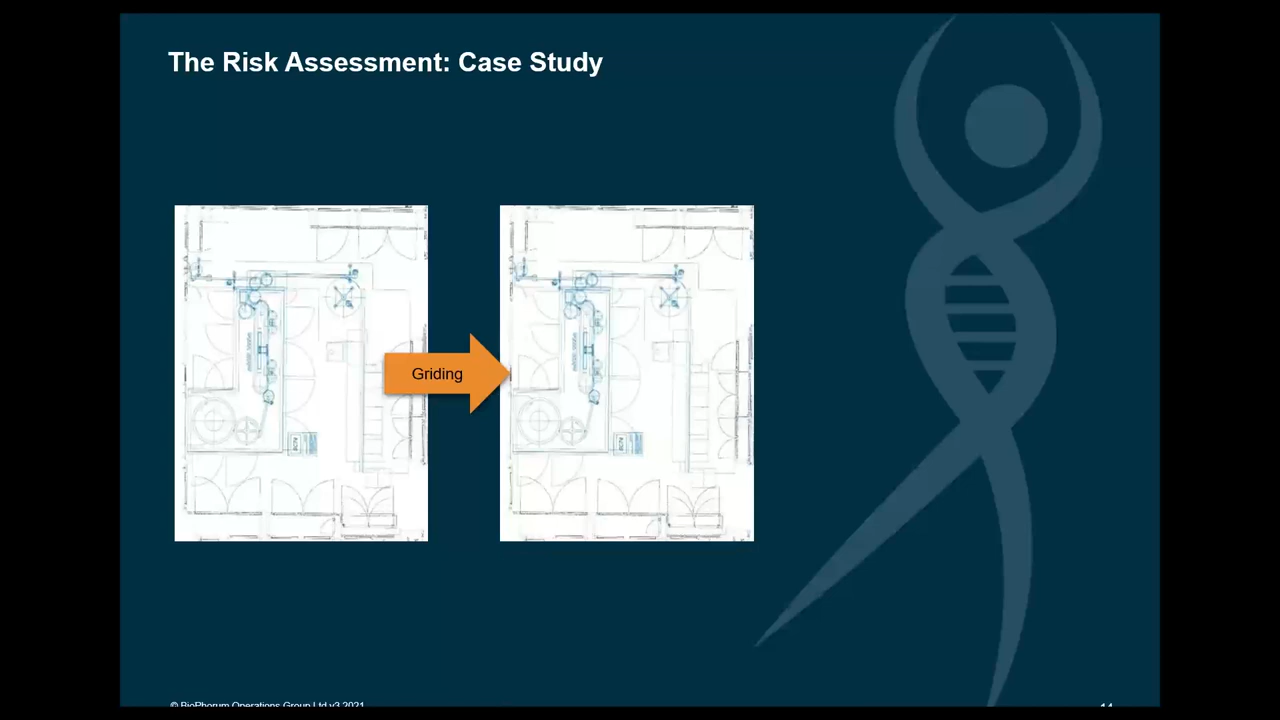 The Risk Assessment: Case Study
Griding
© BioPhorum Operations Group Ltd v3 2021
14